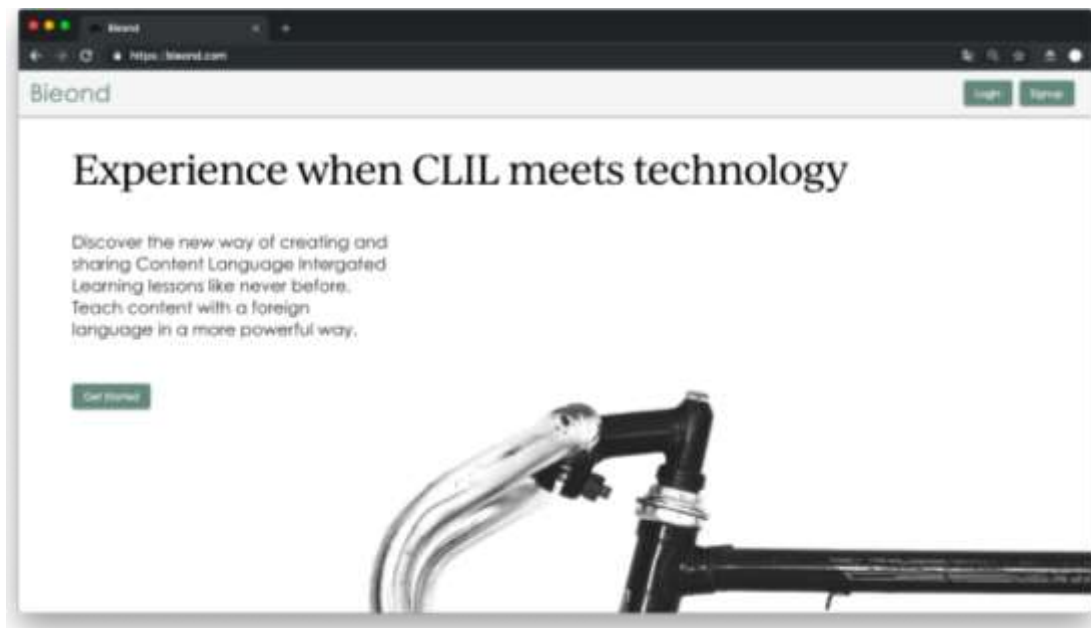 Bieond
https://bieond.com
Bieond
Login
Signup
Experience when CLIL meets technology
Discover the new way of creating and
sharing Content Language Intergated
Learning lessons like never before.
Teach content with a foreign
language in a more powerful way.
Get Started